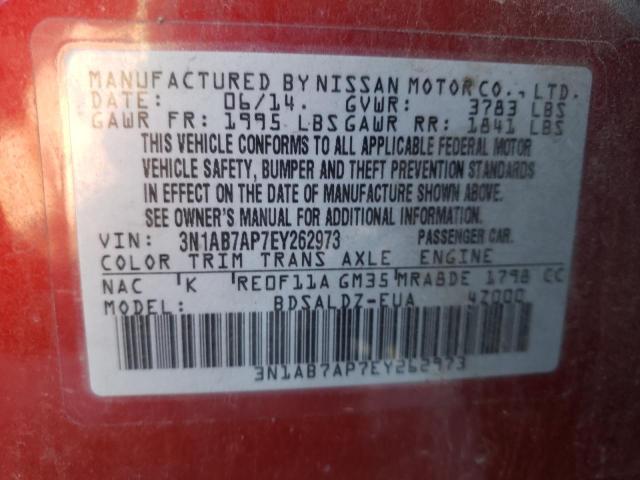 MANUFACTURED BY NISSAN MOTOR CO., LTD.
DATE: 06/14. GVWR: 3783 LBS
GAWR FR: 1995 LBS GAWR RR: 1841 LBS
THIS VEHICLE CONFORMS TO ALL APPLICABLE FEDERAL MOTOR
VEHICLE SAFETY, BUMPER AND THEFT PREVENTION STANDARDS
IN EFFECT ON THE DATE OF MANUFACTURE SHOWN ABOVE.
SEE OWNER'S MANUAL FOR ADDITIONAL INFORMATION.
VIN: 3N1AB7AP7EY262973 PASSENGER CAR.
COLOR TRIM TRANS AXLE ENGINE
NAC K RE0F11A GM35 MRA8DE 1798 CC
MODEL: BDSALDZ-EUA 4Z000
3N1AB7AP7EY262973